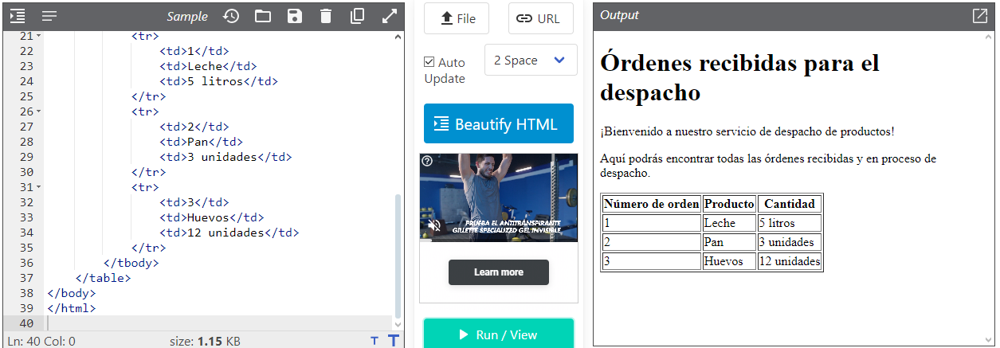 Sample
21 <tr>
22 <td>1</td>
23 <td>Leche</td>
24 <td>5 litros</td>
25 </tr>
26 <tr>
27 <td>2</td>
28 <td>Pan</td>
29 <td>3 unidades</td>
30 </tr>
31 <tr>
32 <td>3</td>
33 <td>Huevos</td>
34 <td>12 unidades</td>
35 </tr>
36 </tbody>
37 </table>
38 </body>
39 </html>
40
Ln: 40 Col: 0 size: 1.15 KB T T
File URL
Auto
Update
2 Space
Beautify HTML
PRUEBA EL ANTITRANSPIRANTE
GILLETTE SPECIALIZED GEL INVISIBLE
Learn more
Run / View
Output
Órdenes recibidas para el
despacho
¡Bienvenido a nuestro servicio de despacho de productos!
Aquí podrás encontrar todas las órdenes recibidas y en proceso de
despacho.
Número de orden Producto Cantidad
1 Leche 5 litros
2 Pan 3 unidades
3 Huevos 12 unidades